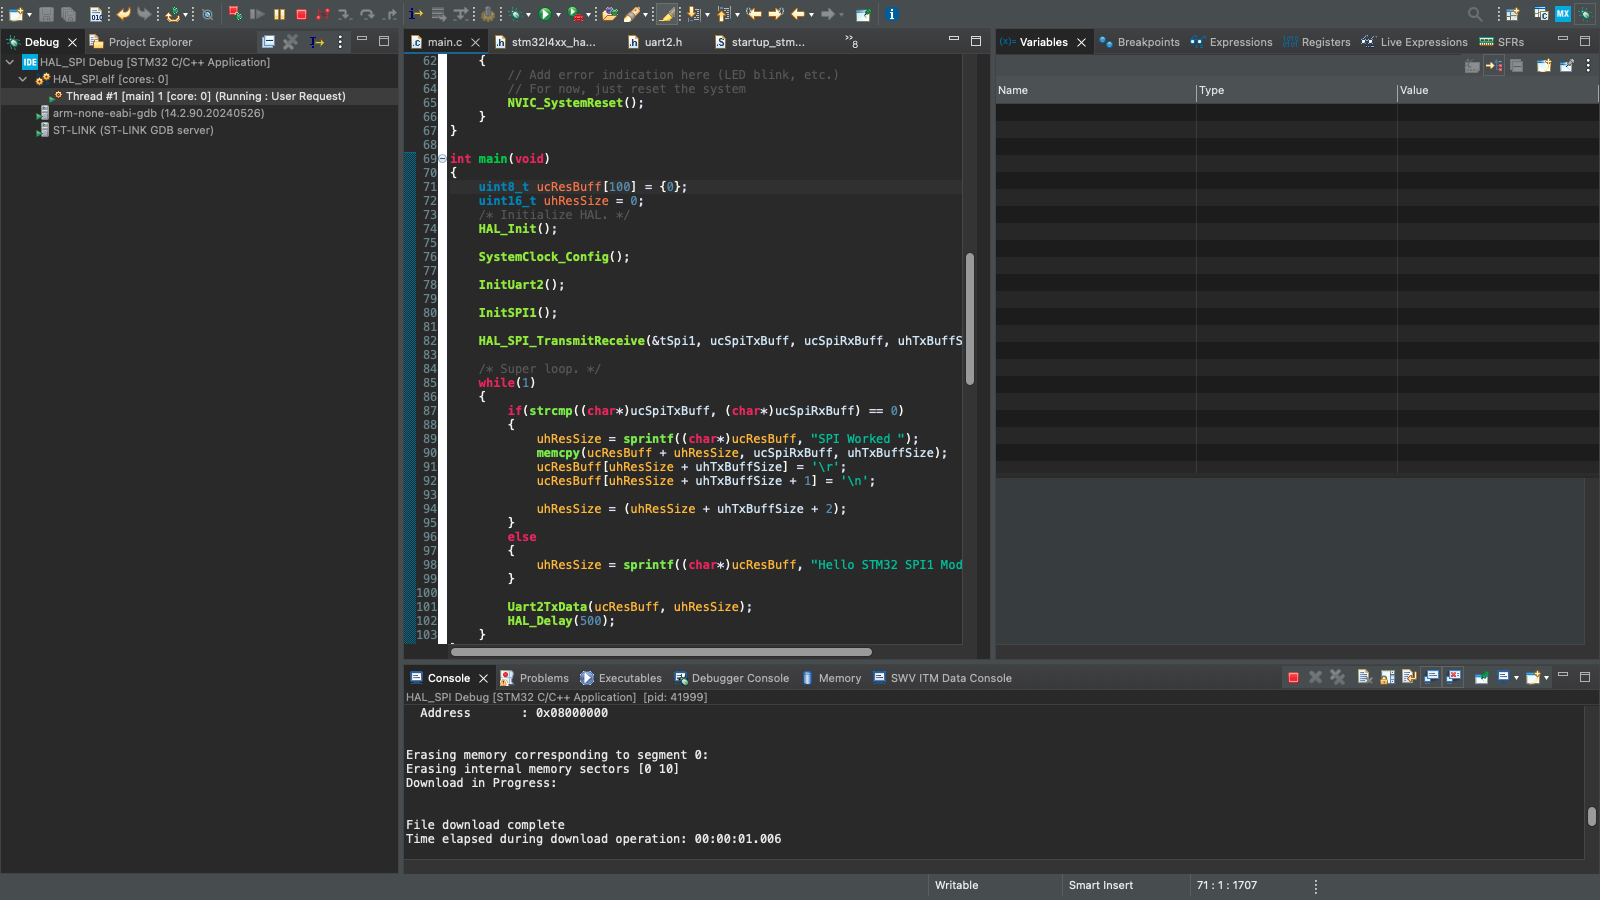 Debug
Project Explorer
IDE
HAL_SPI Debug [STM32 C/C++ Application]
HAL_SPI.elf [cores: 0]
Thread #1 [main] 1 [core: 0] (Running : User Request)
arm-none-eabi-gdb (14.2.90.20240526)
ST-LINK (ST-LINK GDB server)
main.c
stm32l4xx_ha...
uart2.h
startup_stm...
»8
62 {
63 // Add error indication here (LED blink, etc.)
64 // For now, just reset the system
65 NVIC_SystemReset();
66 }
67 }
68
69 int main(void)
70 {
71 uint8_t ucResBuff[100] = {0};
72 uint16_t uhResSize = 0;
73 /* Initialize HAL. */
74 HAL_Init();
75
76 SystemClock_Config();
77
78 InitUart2();
79
80 InitSPI1();
81
82 HAL_SPI_TransmitReceive(&tSpi1, ucSpiTxBuff, ucSpiRxBuff, uhTxBuffS
83
84 /* Super loop. */
85 while(1)
86 {
87 if(strcmp((char*)ucSpiTxBuff, (char*)ucSpiRxBuff) == 0)
88 {
89 uhResSize = sprintf((char*)ucResBuff, "SPI Worked ");
90 memcpy(ucResBuff + uhResSize, ucSpiRxBuff, uhTxBuffSize);
91 ucResBuff[uhResSize + uhTxBuffSize] = '\r';
92 ucResBuff[uhResSize + uhTxBuffSize + 1] = '\n';
93
94 uhResSize = (uhResSize + uhTxBuffSize + 2);
95 }
96 else
97 {
98 uhResSize = sprintf((char*)ucResBuff, "Hello STM32 SPI1 Mod
99 }
100
101 Uart2TxData(ucResBuff, uhResSize);
102 HAL_Delay(500);
103 }
MX
(x)= Variables
Breakpoints
Expressions
Registers
Live Expressions
SFRs
Name
Type
Value
Console
Problems
Executables
Debugger Console
Memory
SWV ITM Data Console
HAL_SPI Debug [STM32 C/C++ Application] [pid: 41999]
Address : 0x08000000
Erasing memory corresponding to segment 0:
Erasing internal memory sectors [0 10]
Download in Progress:
File download complete
Time elapsed during download operation: 00:00:01.006
Writable
Smart Insert
71 : 1 : 1707